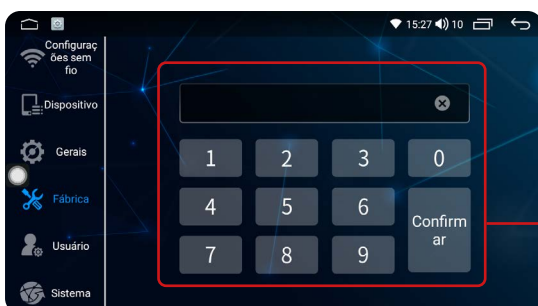 15:27 10
Configuraç
ões sem
fio
Dispositivo
Gerais
Fábrica
Usuário
Sistema
1 2 3 0
4 5 6 Confirm
ar
7 8 9